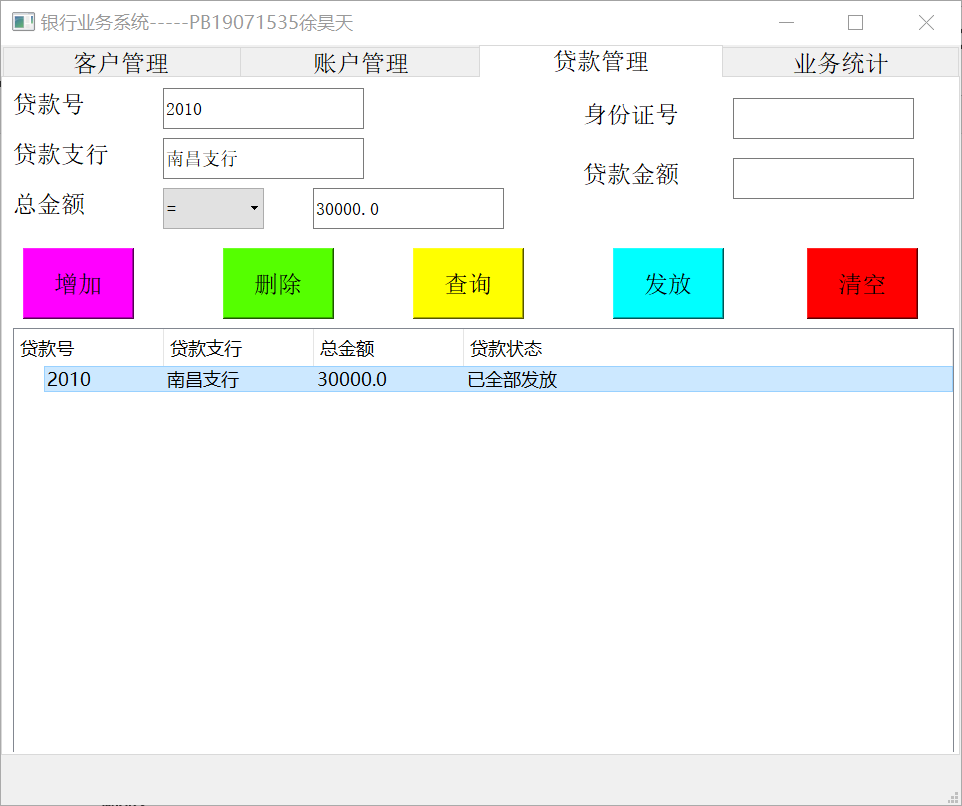 银行业务系统-----PB19071535徐昊天
客户管理 账户管理 贷款管理 业务统计
贷款号 2010 身份证号
贷款支行 南昌支行 贷款金额
总金额 = 30000.0
增加 删除 查询 发放 清空
贷款号 贷款支行 总金额 贷款状态
2010 南昌支行 30000.0 已全部发放